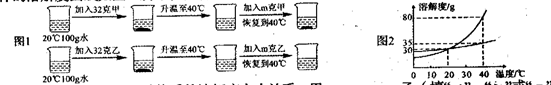 加入32克甲 升温至40℃ 加入m克甲 恢复到40℃
20℃100g水
图1
加入32克乙 升温至40℃ 加入m克乙 恢复到40℃
20℃100g水
溶解度/g
图2
80
35
30
0 20 40 温度/℃